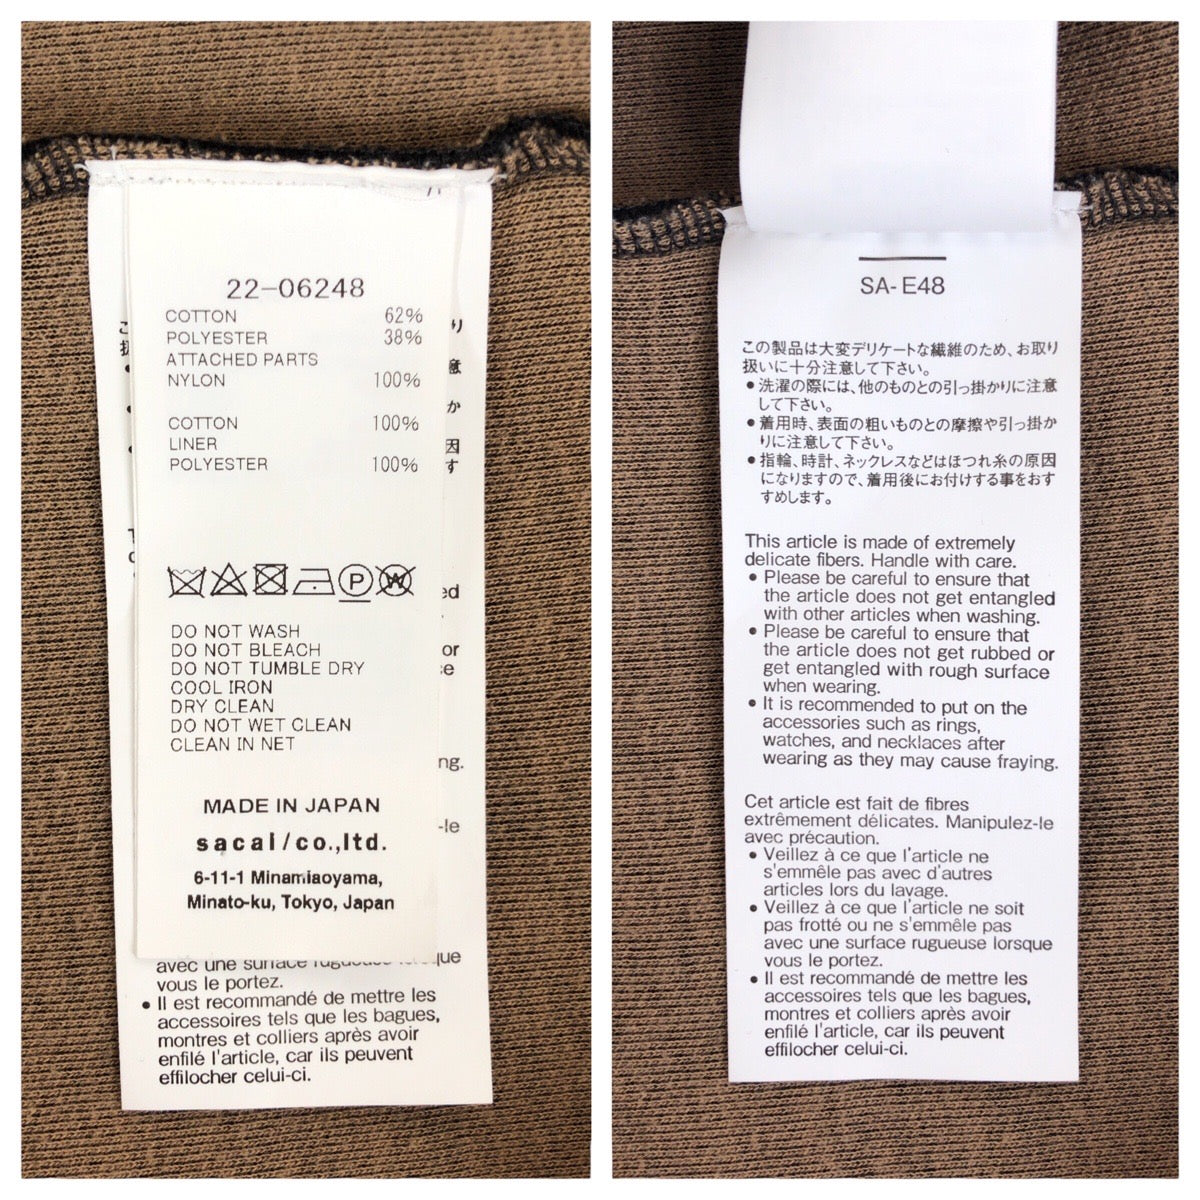 22-06248
COTTON 62%
POLYESTER 38%
ATTACHED PARTS
NYLON 100%
COTTON 100%
LINER
POLYESTER 100%
DO NOT WASH
DO NOT BLEACH
DO NOT TUMBLE DRY
COOL IRON
DRY CLEAN
DO NOT WET CLEAN
CLEAN IN NET
MADE IN JAPAN
sacai/co.,ltd.
6-11-1 Minamiaoyama,
Minato-ku, Tokyo, Japan
avec une surface rugueuse lorsque
vous le portez.
• Il est recommandé de mettre les
accessoires tels que les bagues,
montres et colliers après avoir
enfilé l'article, car ils peuvent
effilocher celui-ci.
SA-E48
この製品は大変デリケートな繊維のため、お取り
扱いに十分注意して下さい。
●洗濯の際には、他のものとの引っ掛かりに注意
して下さい。
●着用時、表面の粗いものとの摩擦や引っ掛か
りに注意して下さい。
●指輪、時計、ネックレスなどはほつれ糸の原因
になりますので、着用後にお付けする事をおす
すめします。
This article is made of extremely
delicate fibers. Handle with care.
• Please be careful to ensure that
the article does not get entangled
with other articles when washing.
• Please be careful to ensure that
the article does not get rubbed or
get entangled with rough surface
when wearing.
• It is recommended to put on the
accessories such as rings,
watches, and necklaces after
wearing as they may cause fraying.
Cet article est fait de fibres
extrêmement délicates. Manipulez-le
avec précaution.
• Veillez à ce que l'article ne
s'emmêle pas avec d'autres
articles lors du lavage.
• Veillez à ce que l'article ne soit
pas frotté ou ne s'emmêle pas
avec une surface rugueuse lorsque
vous le portez.
• Il est recommandé de mettre les
accessoires tels que les bagues,
montres et colliers après avoir
enfilé l'article, car ils peuvent
effilocher celui-ci.